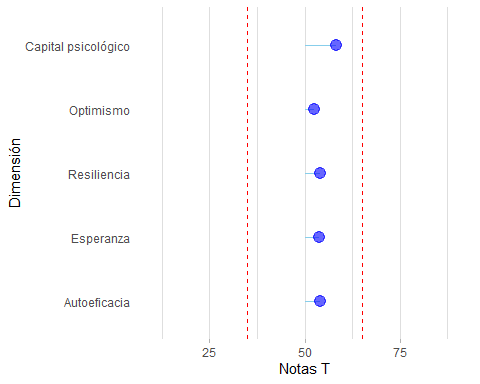 Dimensión
Capital psicológico
Optimismo
Resiliencia
Esperanza
Autoeficacia
25
50
75
Notas T